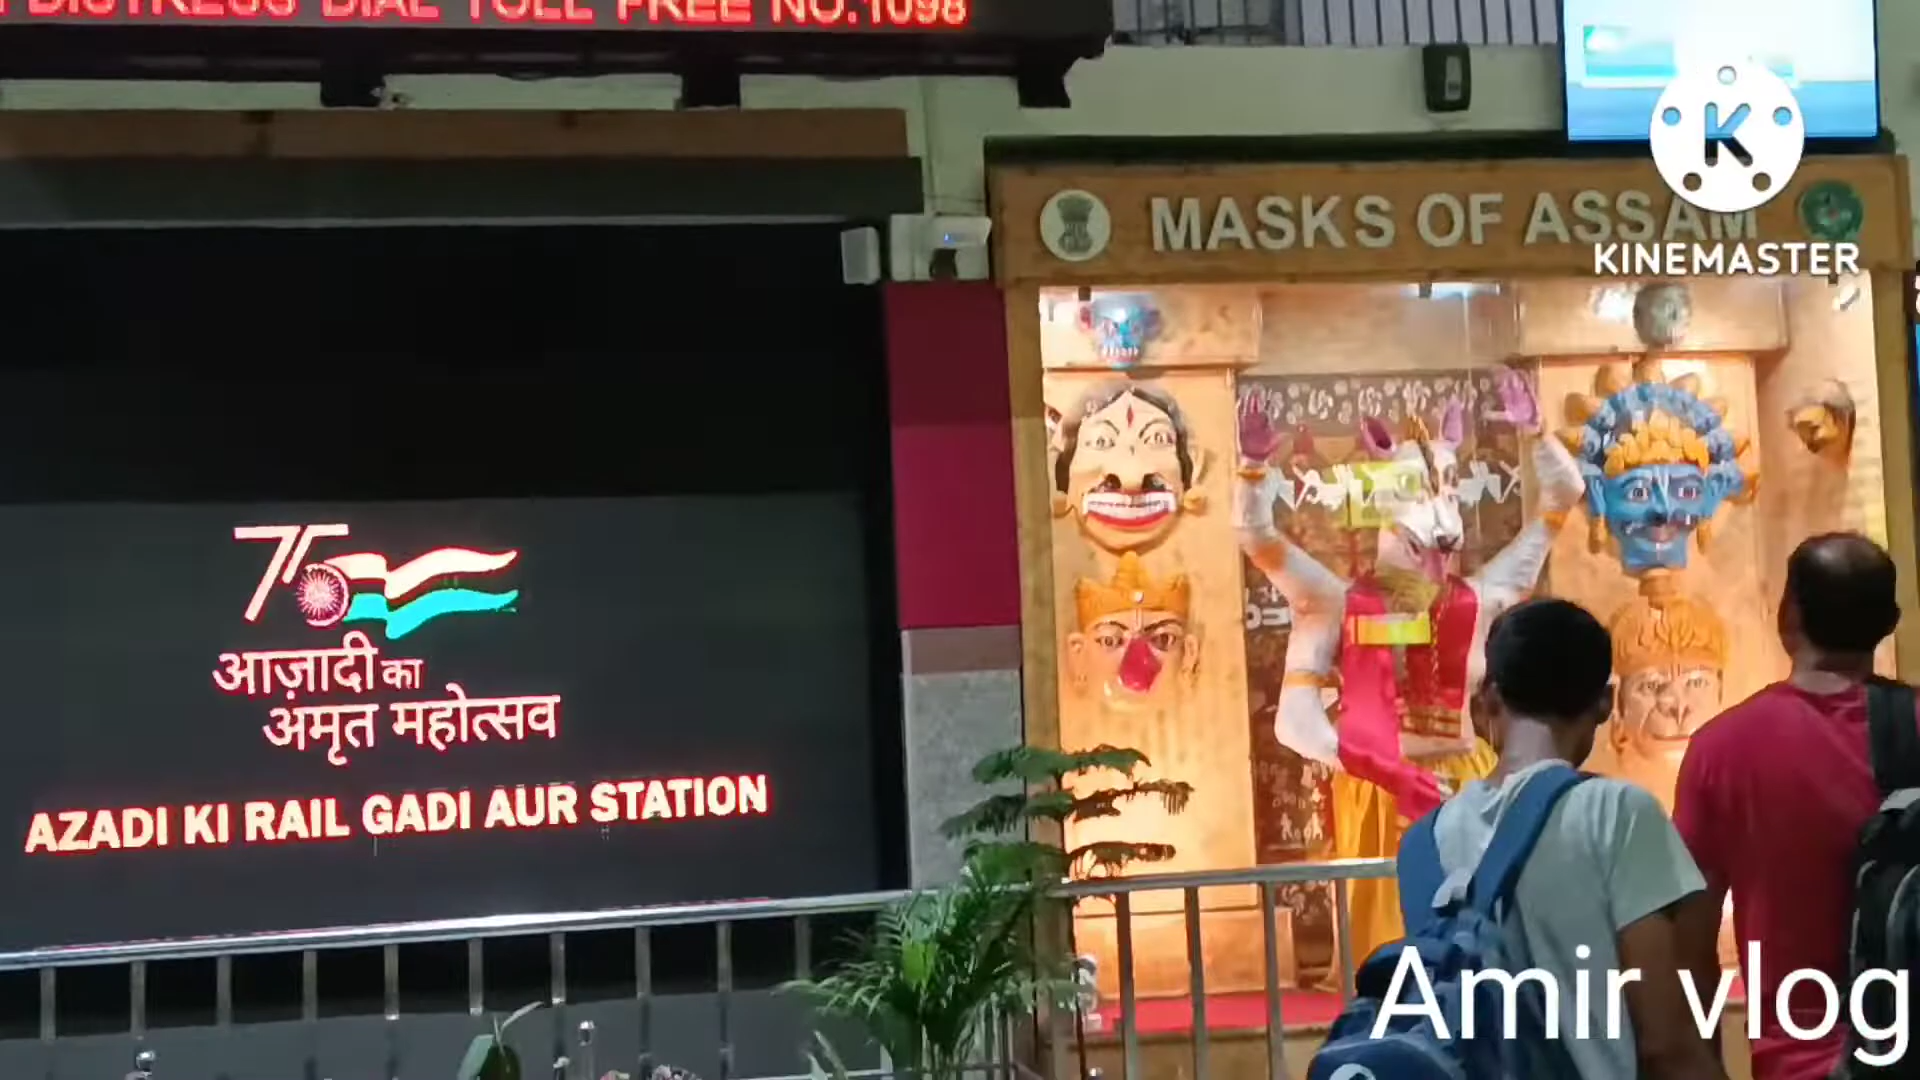 DISTRESS DIAL TOLL FREE NO.1098
MASKS OF ASSAM
K
KINEMASTER
75
आज़ादी का
अमृत महोत्सव
AZADI KI RAIL GADI AUR STATION
Amir vlog